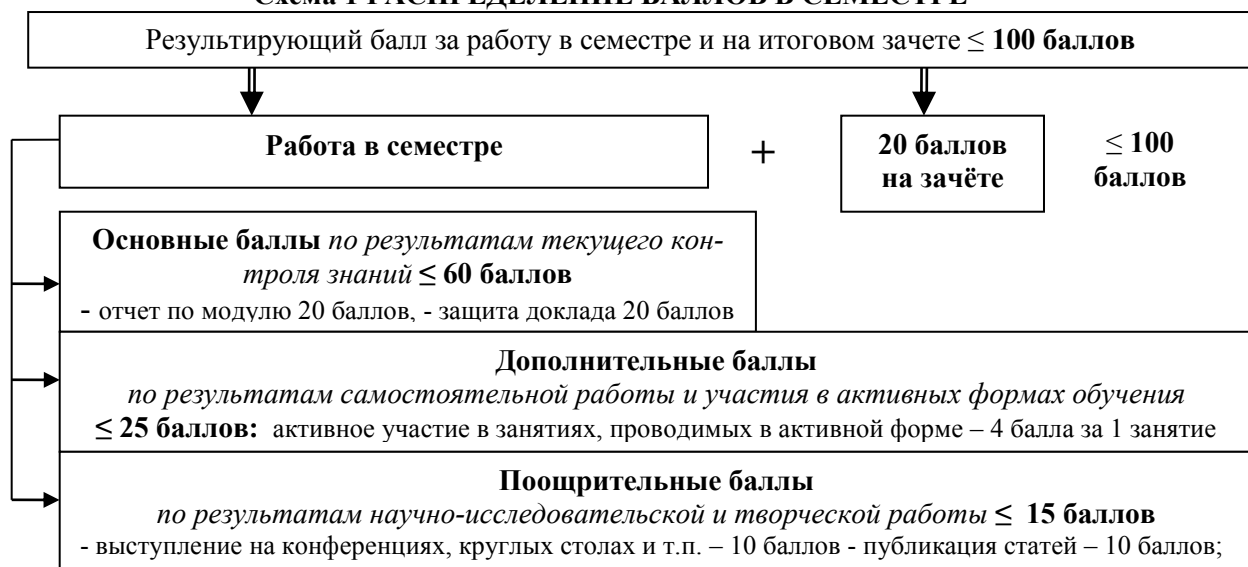 Результирующий балл за работу в семестре и на итоговом зачете ≤ 100 баллов
Работа в семестре
+
20 баллов
на зачёте
≤ 100
баллов
Основные баллы по результатам текущего кон-
троля знаний ≤ 60 баллов
- отчет по модулю 20 баллов, - защита доклада 20 баллов
Дополнительные баллы
по результатам самостоятельной работы и участия в активных формах обучения
≤ 25 баллов: активное участие в занятиях, проводимых в активной форме – 4 балла за 1 занятие
Поощрительные баллы
по результатам научно-исследовательской и творческой работы ≤ 15 баллов
- выступление на конференциях, круглых столах и т.п. – 10 баллов - публикация статей – 10 баллов;